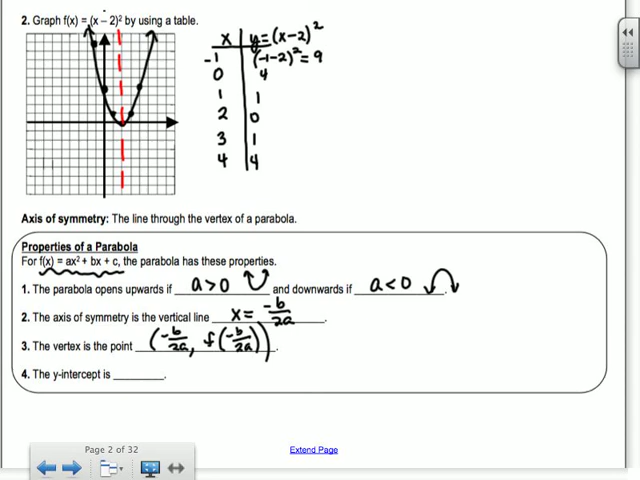 2. Graph f(x) = (x – 2)² by using a table.
x | y = (x-2)²
-1 | (-1-2)² = 9
0 | 4
1 | 1
2 | 0
3 | 1
4 | 4
Axis of symmetry: The line through the vertex of a parabola.
Properties of a Parabola
For f(x) = ax² + bx + c, the parabola has these properties.
1. The parabola opens upwards if a > 0 and downwards if a < 0.
2. The axis of symmetry is the vertical line x = -b/2a.
3. The vertex is the point (-b/2a, f(-b/2a)).
4. The y-intercept is ________.
Page 2 of 32
Extend Page